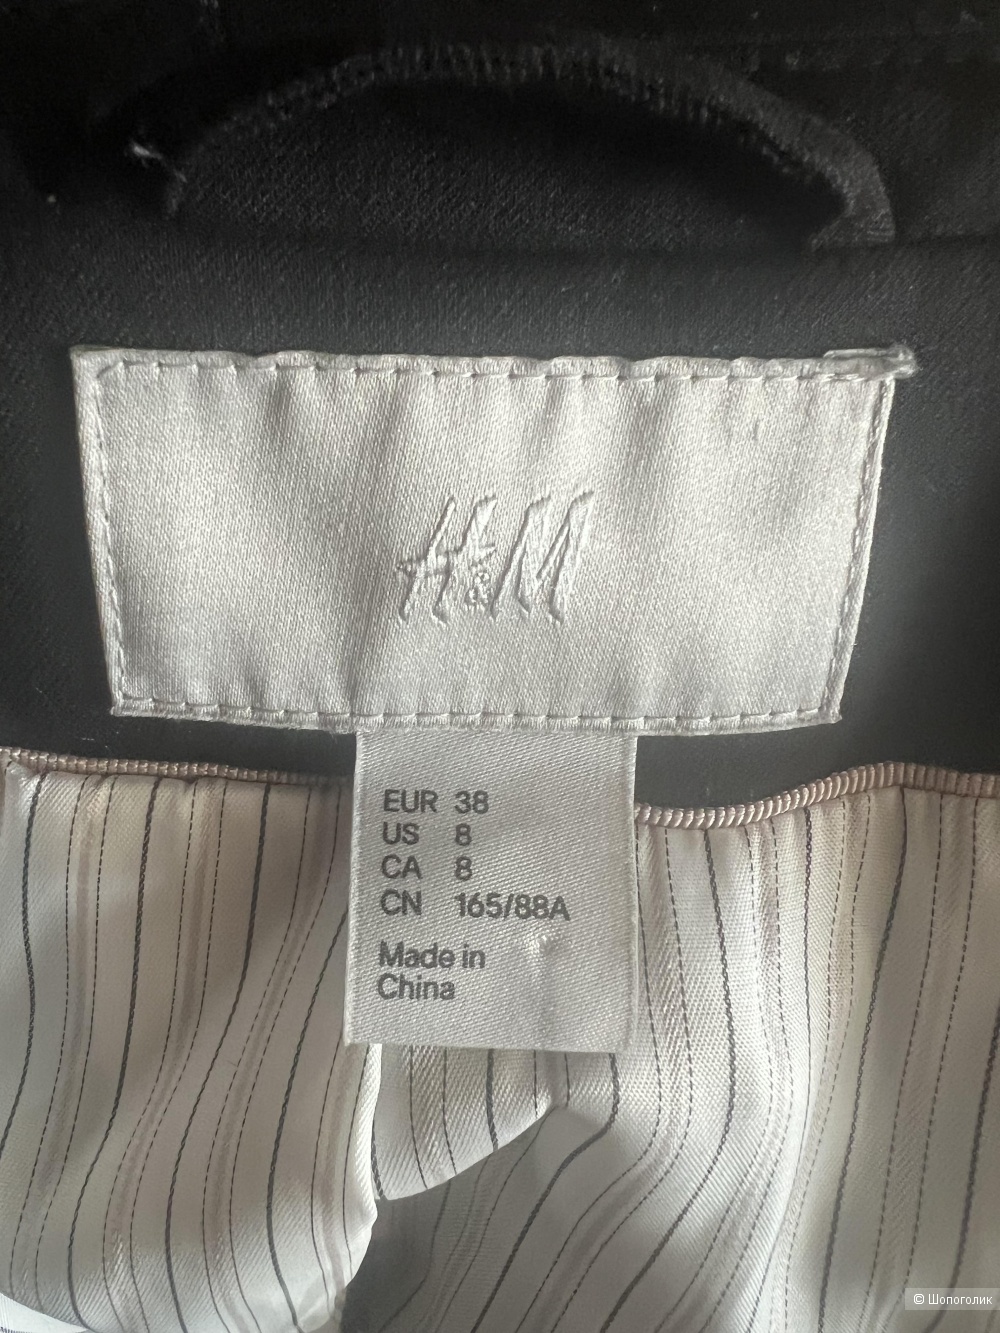 H&M
EUR 38
US 8
CA 8
CN 165/88A
Made in
China
© Шопоголик